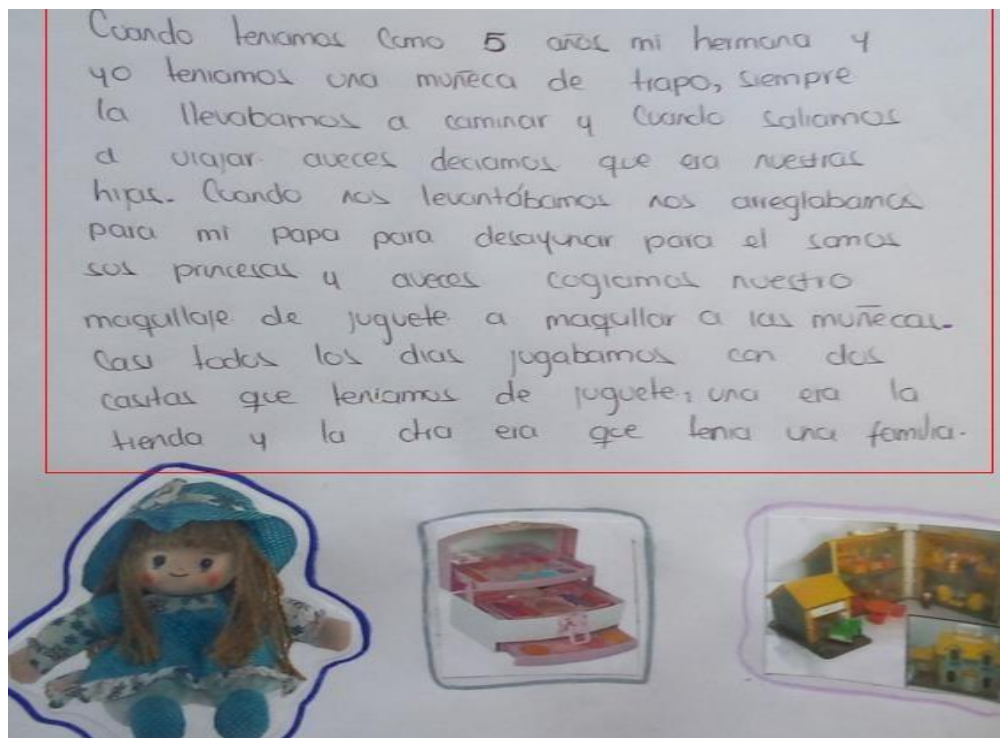 Cuando teniamos Como 5 años mi hermana y
yo teniamos una muñeca de trapo, siempre
la llevabamos a caminar y Cuando saliamos
a viajar aveces deciamos que era nuestras
hijas. Cuando nos levantábamos nos arreglabamos
para mi papa para desayunar para el somos
sus princesas y aveces cogiamos nuestro
maquillaje de juguete a maquillar a las muñecas.
Casi todos los dias jugabamos con dos
casitas que teniamos de juguete, una era la
tienda y la otra era que tenia una familia.